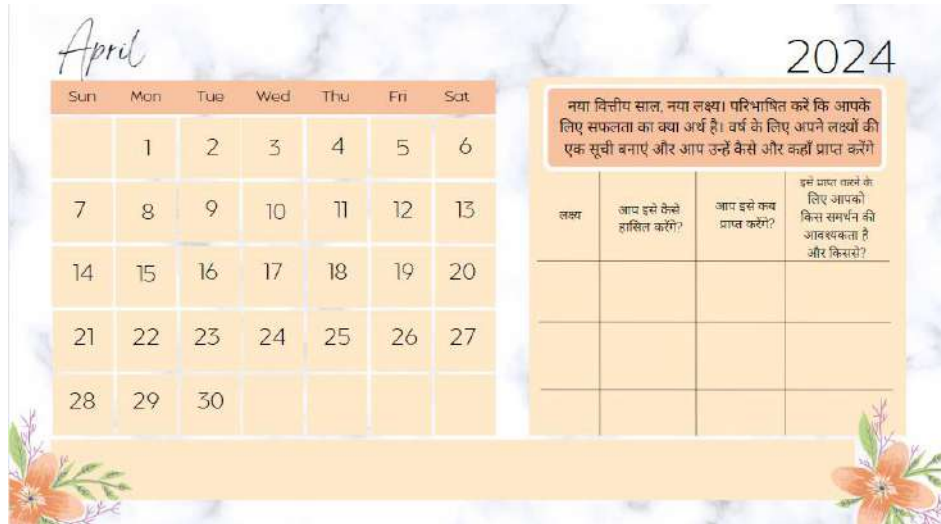 April
2024
Sun Mon Tue Wed Thu Fri Sat
1 2 3 4 5 6
7 8 9 10 11 12 13
14 15 16 17 18 19 20
21 22 23 24 25 26 27
28 29 30
नया वित्तीय साल, नया लक्ष्य। परिभाषित करें कि आपके
लिए सफलता का क्या अर्थ है। वर्ष के लिए अपने लक्ष्यों की
एक सूची बनाएं और आप उन्हें कैसे और कहाँ प्राप्त करेंगे
लक्ष्य
आप इसे कैसे
हासिल करेंगे?
आप इसे कब
प्राप्त करेंगे?
इसे प्राप्त करने के
लिए आपको
किस समर्थन की
आवश्यकता है
और किससे?